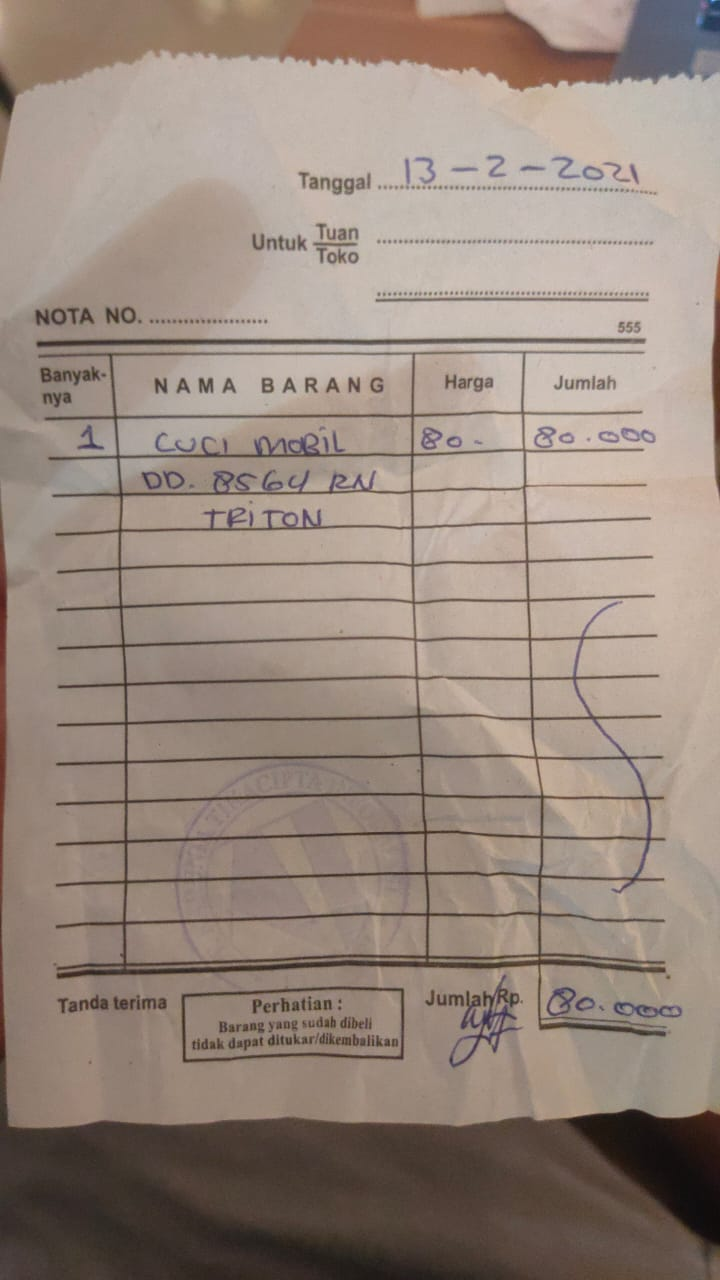 Tanggal 13-2-2021
Untuk Tuan
Toko
NOTA NO.
555
Banyak-
nya NAMA BARANG Harga Jumlah
1 CUCI MOBIL 80.- 80.000
DD. 8564 RN
TRITON
Tanda terima
Perhatian :
Barang yang sudah dibeli
tidak dapat ditukar/dikembalikan
Jumlah Rp. 80.000